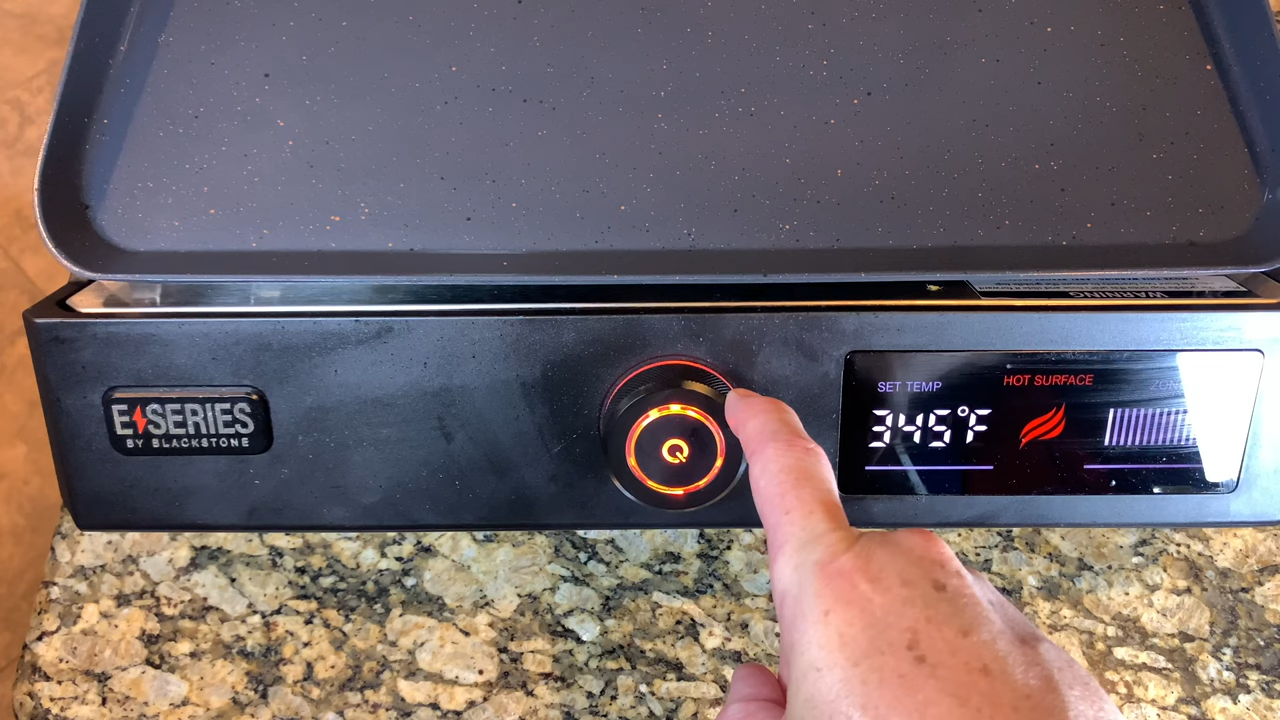 WARNING
E SERIES
BY BLACKSTONE
SET TEMP
HOT SURFACE
345°F